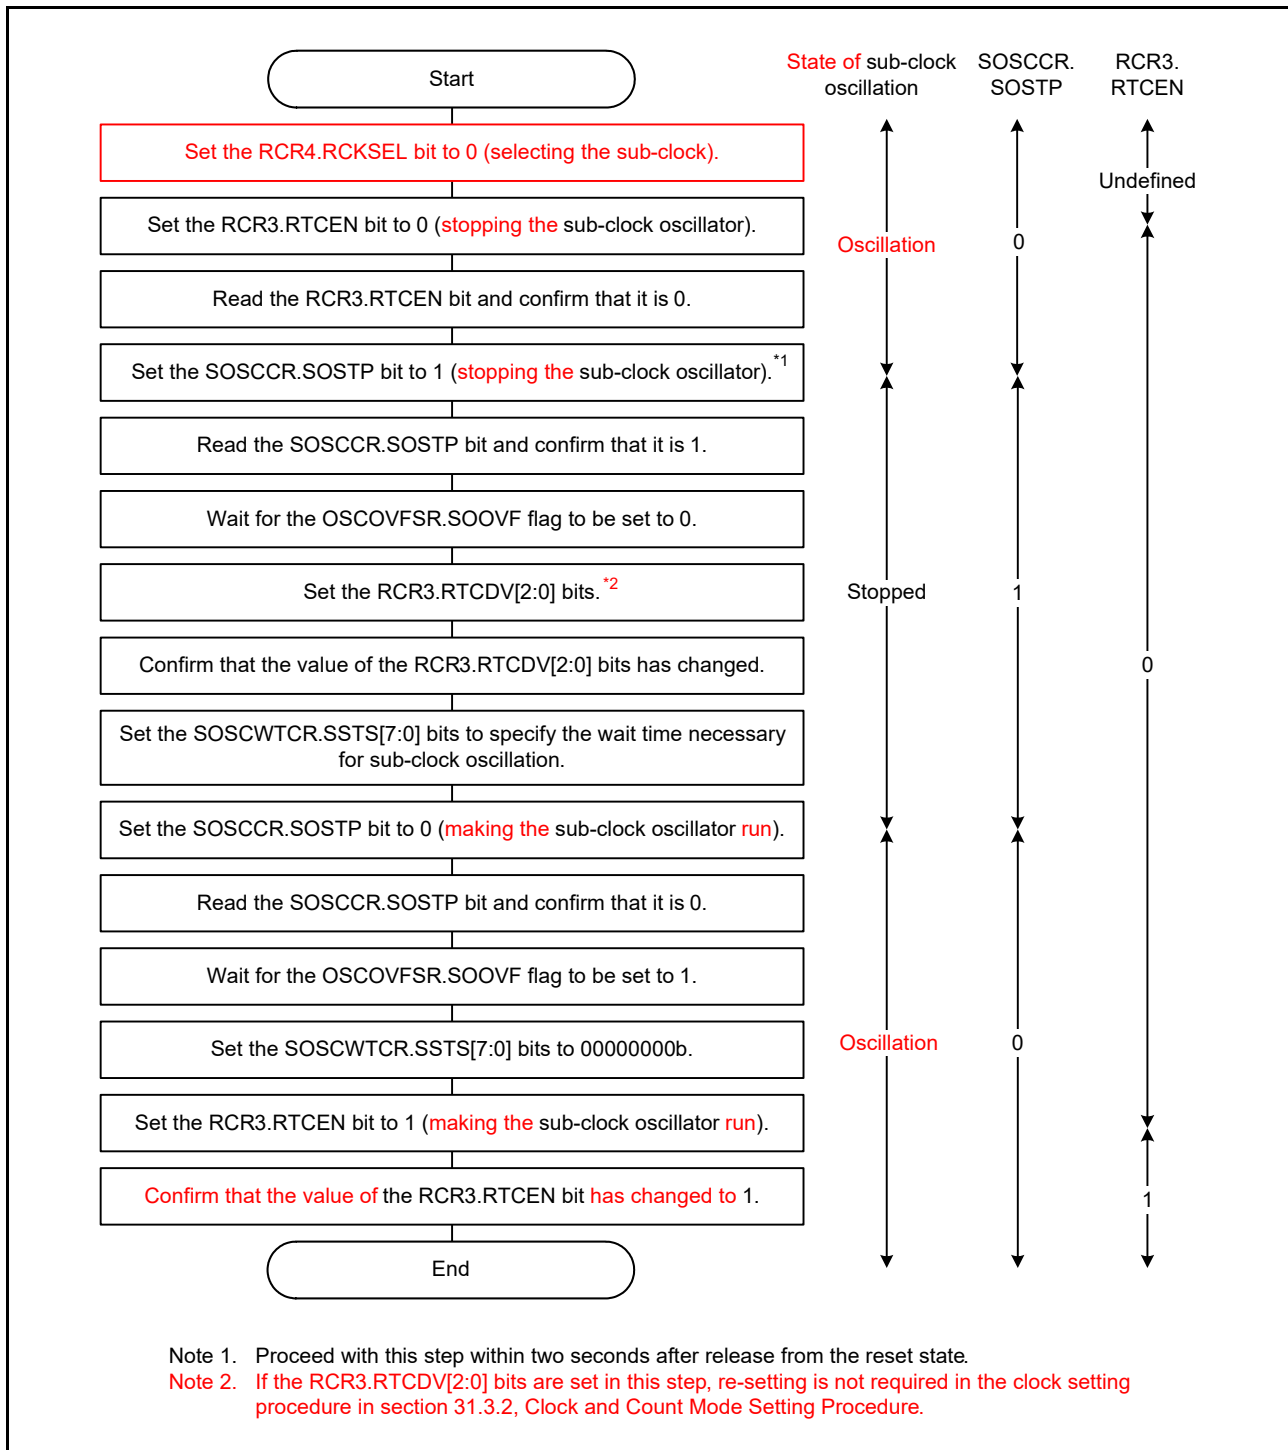 Start
State of sub-clock
oscillation
SOSCCR.
SOSTP
RCR3.
RTCEN
Set the RCR4.RCKSEL bit to 0 (selecting the sub-clock).
Undefined
Set the RCR3.RTCEN bit to 0 (stopping the sub-clock oscillator).
Oscillation
0
Read the RCR3.RTCEN bit and confirm that it is 0.
Set the SOSCCR.SOSTP bit to 1 (stopping the sub-clock oscillator).*1
Read the SOSCCR.SOSTP bit and confirm that it is 1.
Wait for the OSCOVFSR.SOOVF flag to be set to 0.
Set the RCR3.RTCDV[2:0] bits.*2
Stopped
1
Confirm that the value of the RCR3.RTCDV[2:0] bits has changed.
0
Set the SOSCWTCR.SSTS[7:0] bits to specify the wait time necessary
for sub-clock oscillation.
Set the SOSCCR.SOSTP bit to 0 (making the sub-clock oscillator run).
Read the SOSCCR.SOSTP bit and confirm that it is 0.
Wait for the OSCOVFSR.SOOVF flag to be set to 1.
Set the SOSCWTCR.SSTS[7:0] bits to 00000000b.
Oscillation
0
Set the RCR3.RTCEN bit to 1 (making the sub-clock oscillator run).
Confirm that the value of the RCR3.RTCEN bit has changed to 1.
1
End
Note 1. Proceed with this step within two seconds after release from the reset state.
Note 2. If the RCR3.RTCDV[2:0] bits are set in this step, re-setting is not required in the clock setting
procedure in section 31.3.2, Clock and Count Mode Setting Procedure.